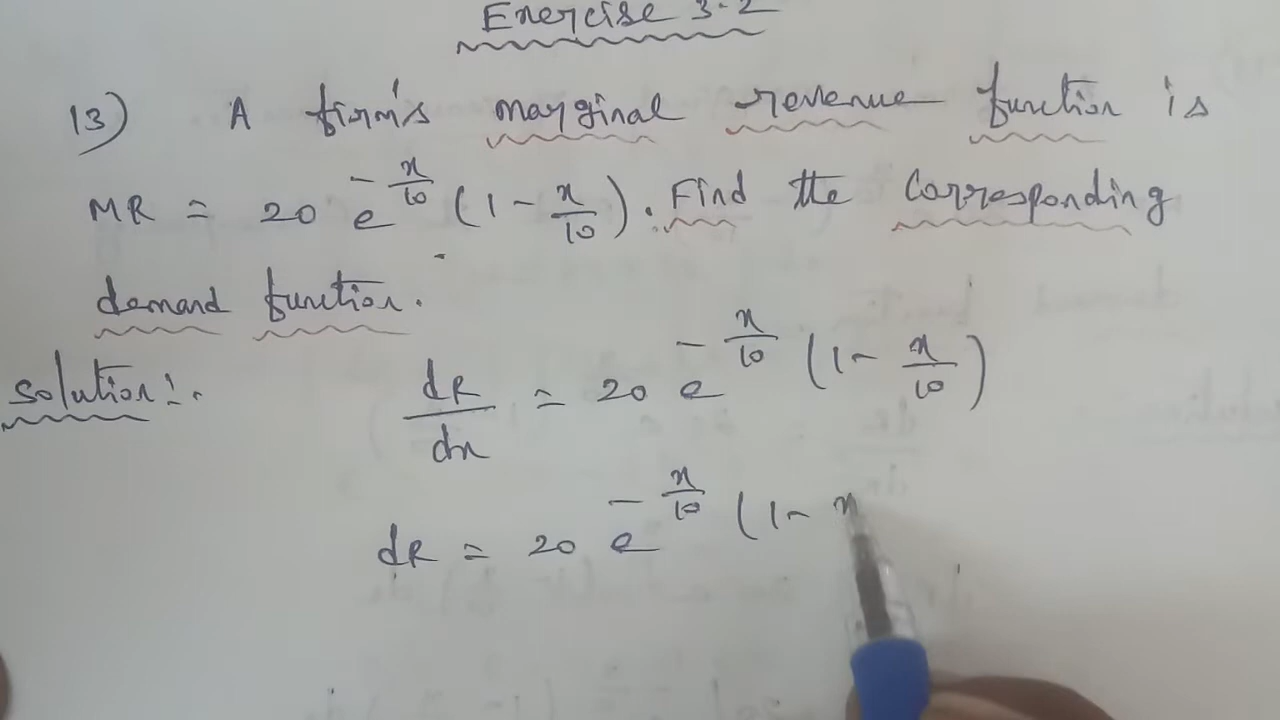 Exercise 3.2
13) A firm's marginal revenue function is
MR = 20 e^{-x/10} (1 - x/10). Find the corresponding
demand function.
Solution:- dR/dx = 20 e^{-x/10} (1 - x/10)
dR = 20 e^{-x/10} (1 - x